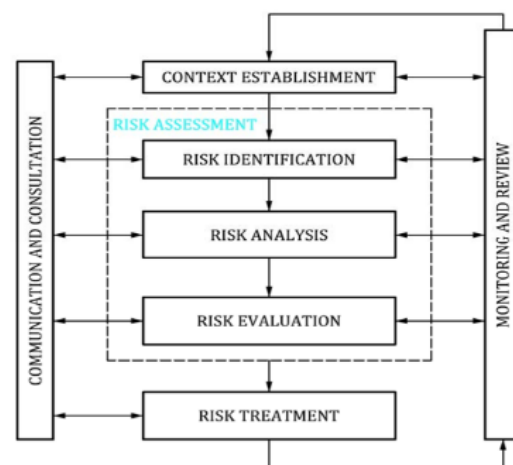 CONTEXT ESTABLISHMENT
RISK ASSESSMENT
RISK IDENTIFICATION
RISK ANALYSIS
RISK EVALUATION
RISK TREATMENT
COMMUNICATION AND CONSULTATION
MONITORING AND REVIEW